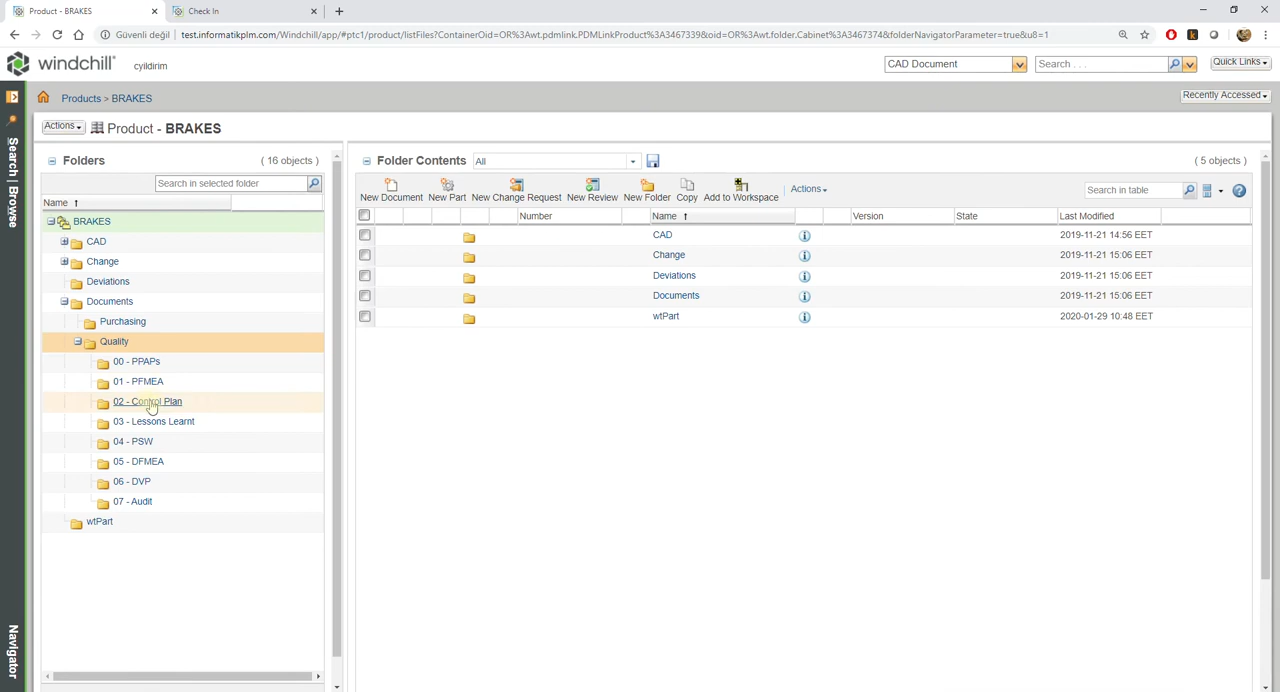 Product - BRAKES
Check In
Güvenli değil
test.informatikplm.com/Windchill/app/#ptc1/product/listFiles?ContainerOid=OR%3Awt.pdmlink.PDMLinkProduct%3A3467339&oid=OR%3Awt.folder.Cabinet%3A3467374&folderNavigatorParameter=true&u8=1
windchill
cyildirim
CAD Document
Search . . .
Quick Links
Products > BRAKES
Recently Accessed
Search | Browse
Navigator
Actions
Product - BRAKES
Folders
( 16 objects )
Search in selected folder
Name
BRAKES
CAD
Change
Deviations
Documents
Purchasing
Quality
00 - PPAPs
01 - PFMEA
02 - Control Plan
03 - Lessons Learnt
04 - PSW
05 - DFMEA
06 - DVP
07 - Audit
wtPart
Folder Contents
All
( 5 objects )
New Document
New Part
New Change Request
New Review
New Folder
Copy
Add to Workspace
Actions
Search in table
Number Name Version State Last Modified
CAD 2019-11-21 14:56 EET
Change 2019-11-21 15:06 EET
Deviations 2019-11-21 15:06 EET
Documents 2019-11-21 15:06 EET
wtPart 2020-01-29 10:48 EET